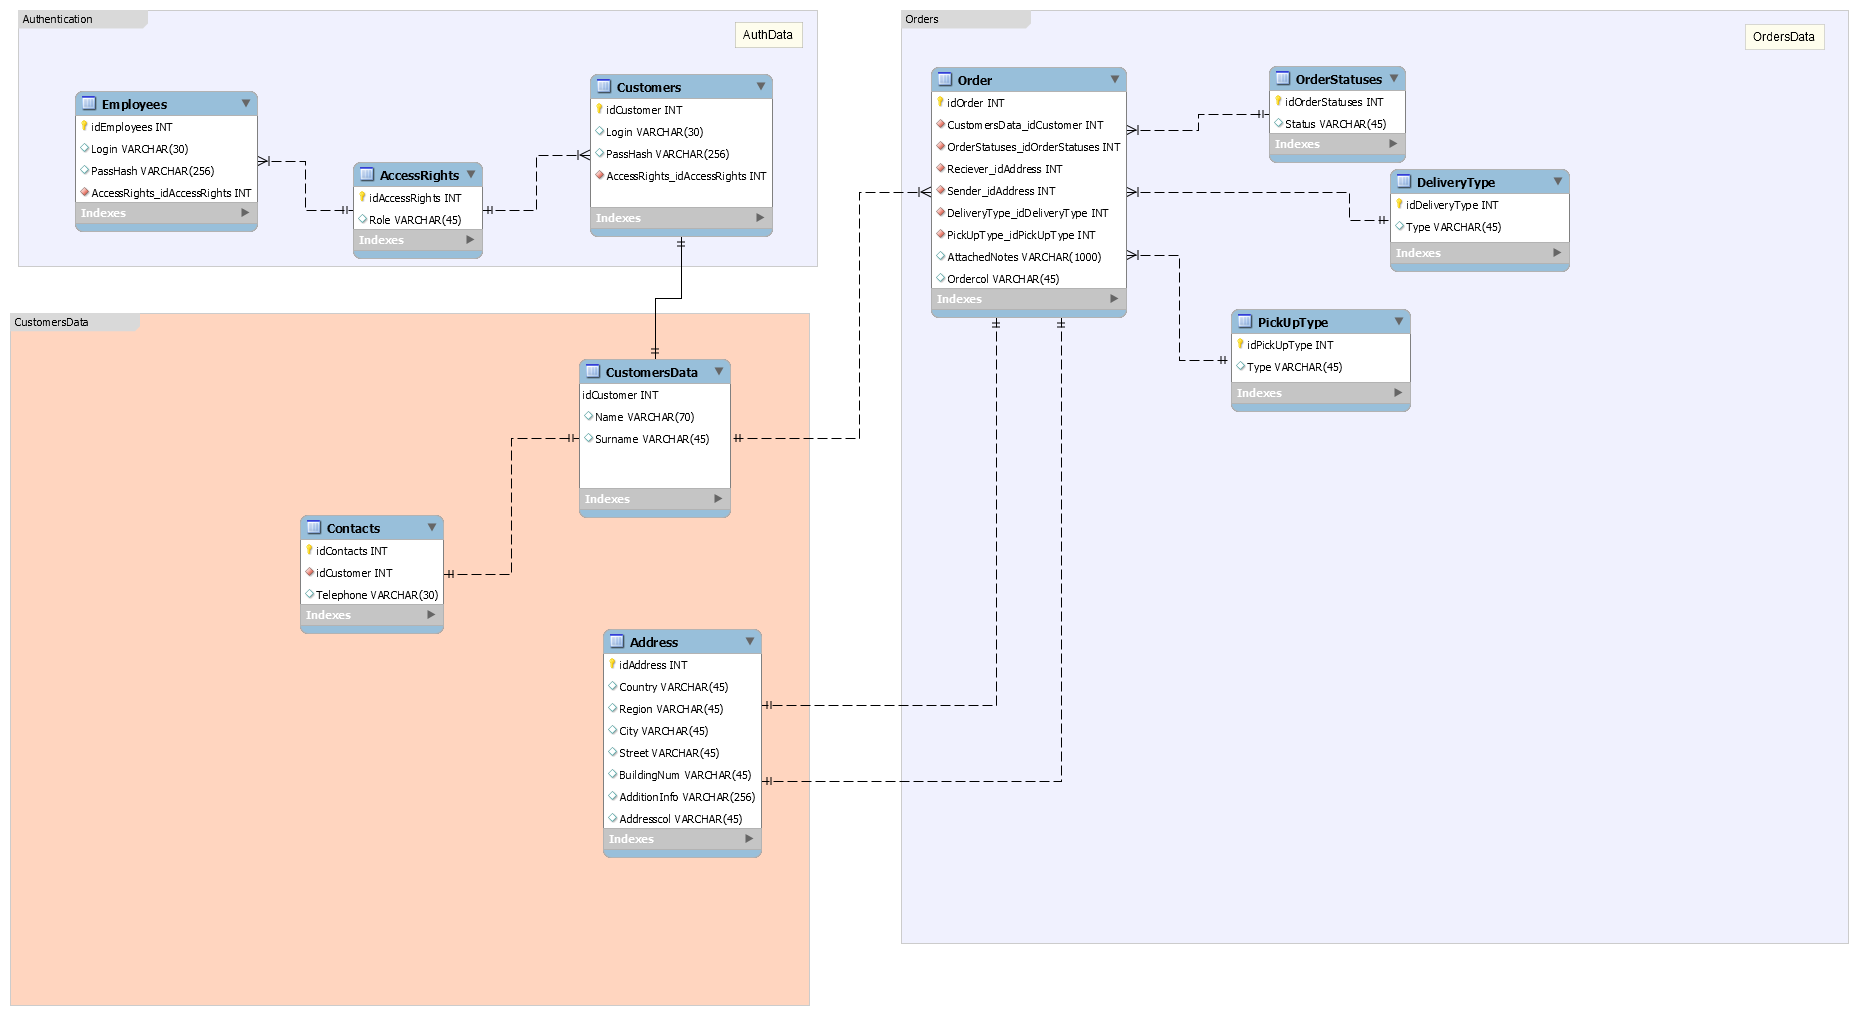 Authentication
AuthData
Employees
idEmployees INT
Login VARCHAR(30)
PassHash VARCHAR(256)
AccessRights_idAccessRights INT
Indexes
AccessRights
idAccessRights INT
Role VARCHAR(45)
Indexes
Customers
idCustomer INT
Login VARCHAR(30)
PassHash VARCHAR(256)
AccessRights_idAccessRights INT
Indexes
CustomersData
CustomersData
idCustomer INT
Name VARCHAR(70)
Surname VARCHAR(45)
Indexes
Contacts
idContacts INT
idCustomer INT
Telephone VARCHAR(30)
Indexes
Address
idAddress INT
Country VARCHAR(45)
Region VARCHAR(45)
City VARCHAR(45)
Street VARCHAR(45)
BuildingNum VARCHAR(45)
AdditionInfo VARCHAR(256)
Addresscol VARCHAR(45)
Indexes
Orders
OrdersData
Order
idOrder INT
CustomersData_idCustomer INT
OrderStatuses_idOrderStatuses INT
Reciever_idAddress INT
Sender_idAddress INT
DeliveryType_idDeliveryType INT
PickUpType_idPickUpType INT
AttachedNotes VARCHAR(1000)
Ordercol VARCHAR(45)
Indexes
OrderStatuses
idOrderStatuses INT
Status VARCHAR(45)
Indexes
DeliveryType
idDeliveryType INT
Type VARCHAR(45)
Indexes
PickUpType
idPickUpType INT
Type VARCHAR(45)
Indexes